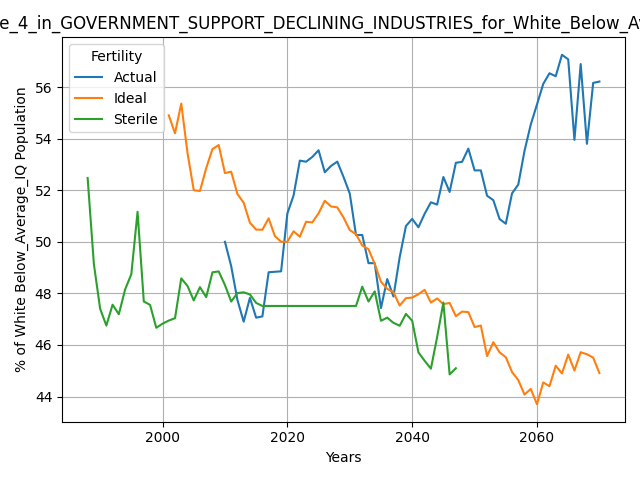 e_4_in_GOVERNMENT_SUPPORT_DECLINING_INDUSTRIES_for_White_Below_Av
Fertility
Actual
Ideal
Sterile
% of White Below_Average_IQ Population
56
54
52
50
48
46
44
2000
2020
2040
2060
Years